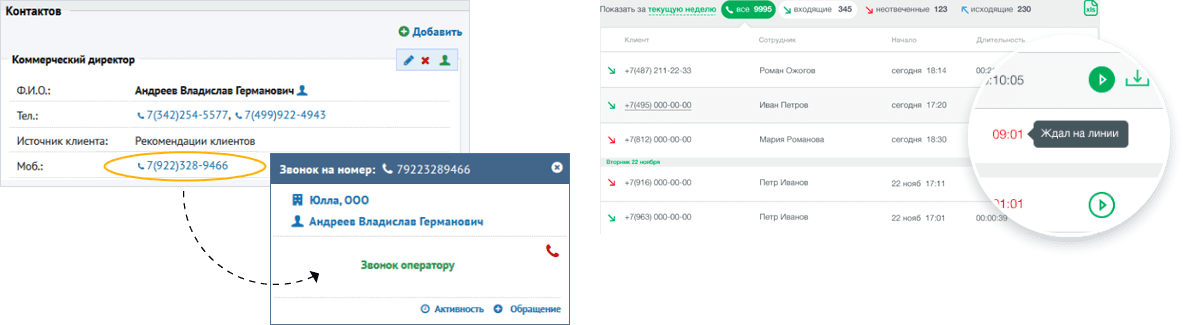 Контактов
Добавить
Коммерческий директор
Ф.И.О.: Андреев Владислав Германович
Тел.: 7(342)254-5577, 7(499)922-4943
Источник клиента: Рекомендации клиентов
Моб.: 7(922)328-9466
Звонок на номер: 79223289466
Юлла, ООО
Андреев Владислав Германович
Звонок оператору
Активность Обращение
Показать за текущую неделю все 9995 входящие 345 неотвеченные 123 исходящие 230 xls
Клиент Сотрудник Начало Длительность
+7(487) 211-22-33 Роман Ожогов сегодня 18:14
+7(495) 000-00-00 Иван Петров сегодня 17:20
+7(812) 000-00-00 Мария Романова сегодня 18:30
Вторник 22 ноября
+7(916) 000-00-00 Петр Иванов 22 нояб 17:11
+7(963) 000-00-00 Петр Иванов 22 нояб 17:01 00:00:39
:10:05
09:01 Ждал на линии
01:01